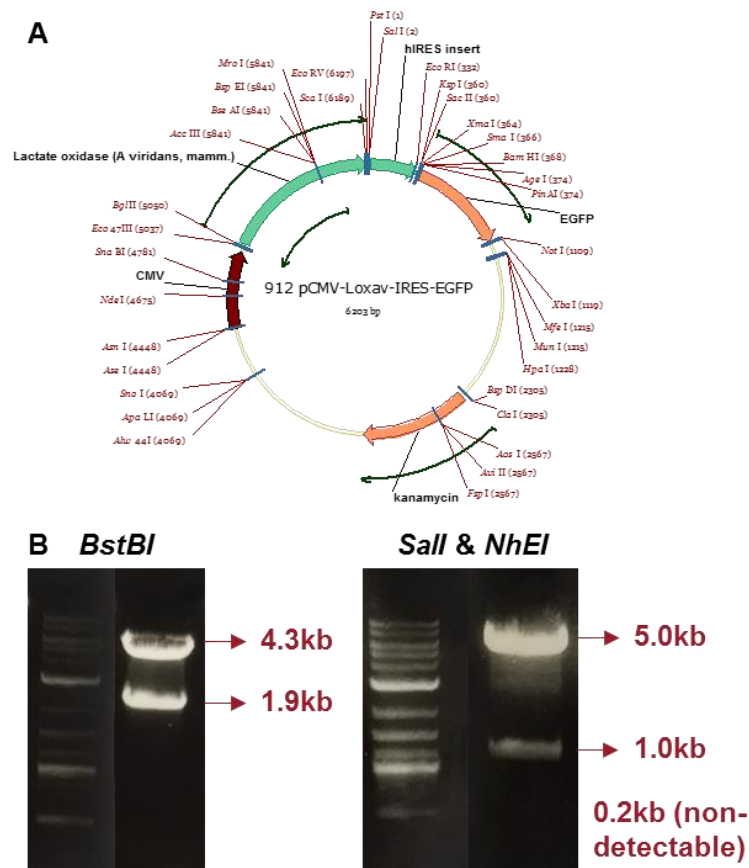 A
Pst I (1)
Sal I (2)
hIRES insert
Mro I (5841)
Eco RV (6197)
Eco RI (332)
Bsp EI (5841)
Sca I (6189)
Ksp I (360)
Sac II (360)
Bse AI (5841)
Xma I (364)
Sma I (366)
Acc III (5841)
Bam HI (368)
Lactate oxidase (A viridans, mamm.)
Age I (374)
Pin AI (374)
EGFP
Bgl II (5050)
Eco 47III (5037)
Not I (1109)
Sna BI (4781)
CMV
912 pCMV-Loxav-IRES-EGFP
Nde I (4675)
6203 bp
Xba I (1119)
Mfe I (1215)
Asn I (4448)
Mun I (1215)
Ase I (4448)
Hpa I (1228)
Sno I (4069)
Bsp DI (2305)
Apa LI (4069)
Cla I (2305)
Alw 44I (4069)
Aos I (2567)
Avi II (2567)
kanamycin
Fsp I (2567)
B BstBI
SalI & NhEI
4.3kb
5.0kb
1.9kb
1.0kb
0.2kb (non-
detectable)